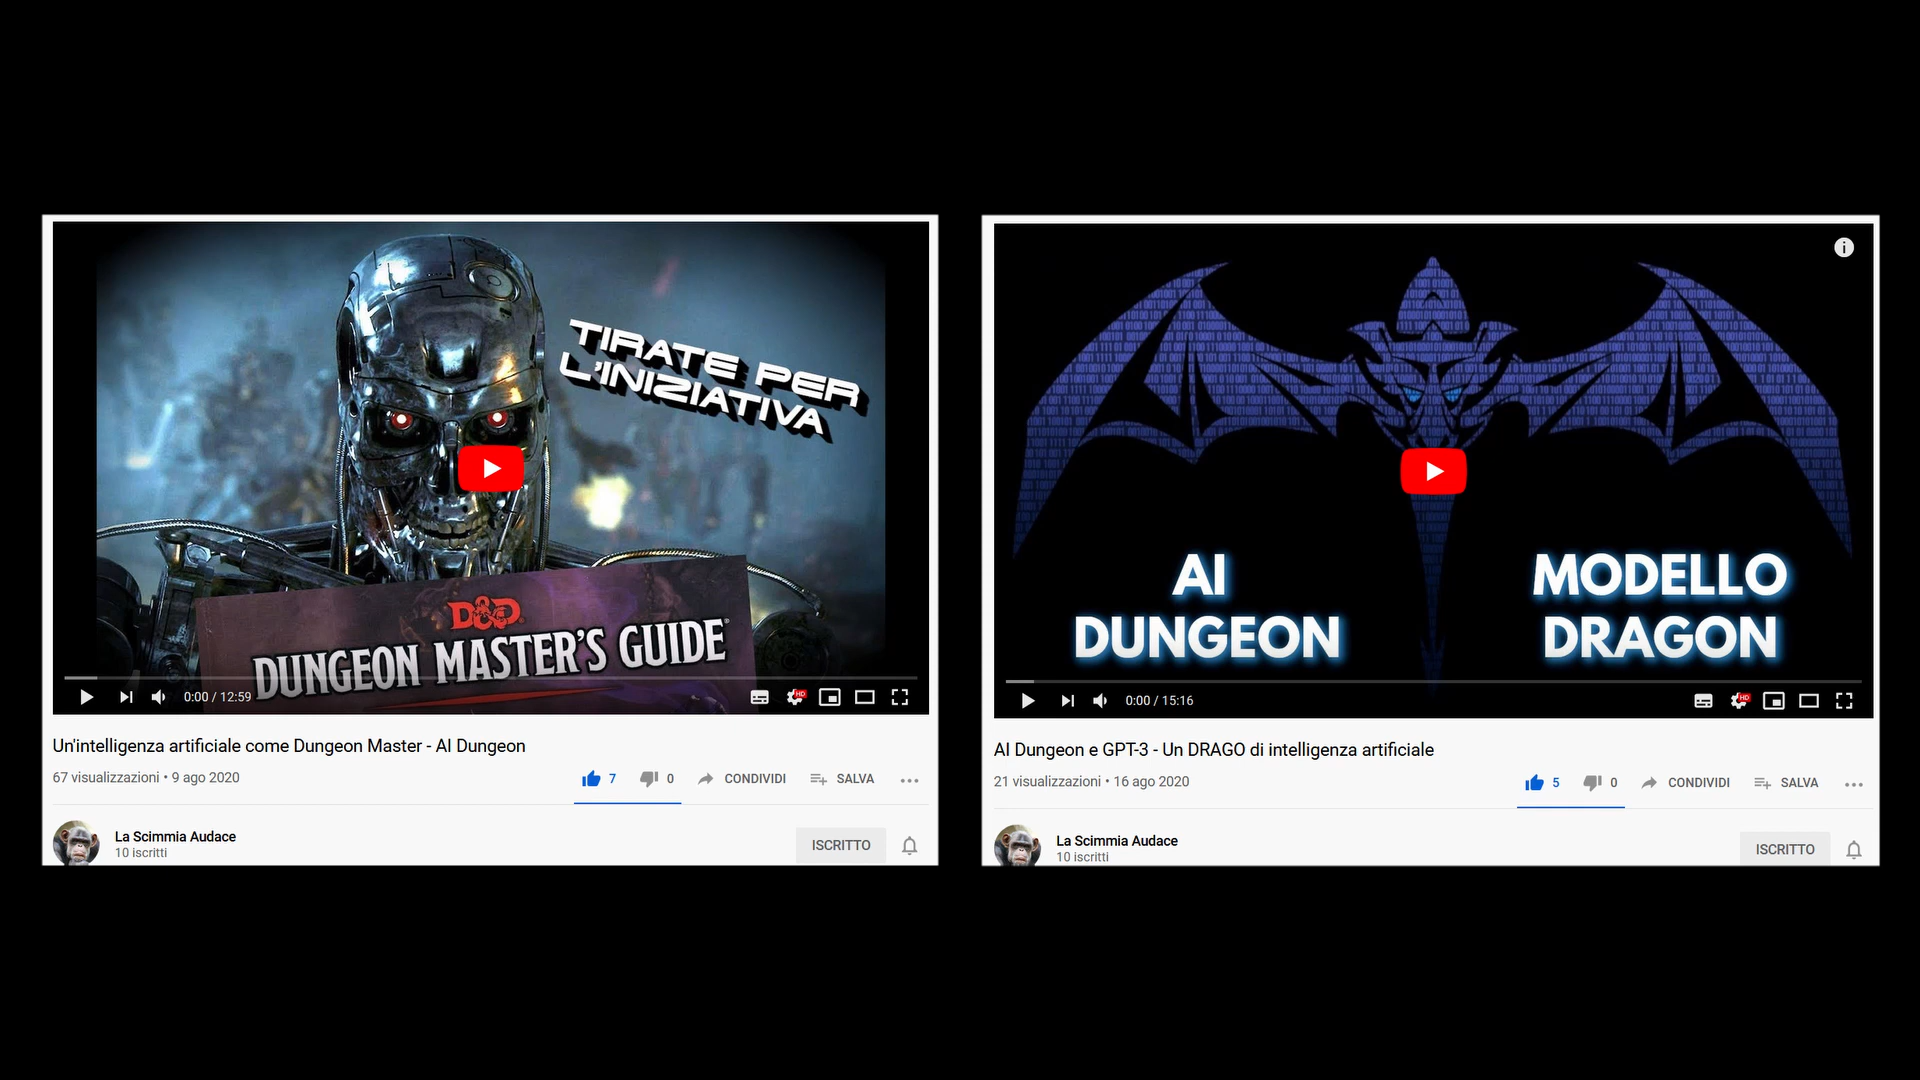 TIRATE PER
L'INIZIATIVA
D&D
DUNGEON MASTER'S GUIDE®
0:00 / 12:59
HD
Un'intelligenza artificiale come Dungeon Master - AI Dungeon
67 visualizzazioni • 9 ago 2020
7 0 CONDIVIDI SALVA
La Scimmia Audace
10 iscritti
ISCRITTO
i
AI
DUNGEON
MODELLO
DRAGON
0:00 / 15:16
HD
AI Dungeon e GPT-3 - Un DRAGO di intelligenza artificiale
21 visualizzazioni • 16 ago 2020
5 0 CONDIVIDI SALVA
La Scimmia Audace
10 iscritti
ISCRITTO